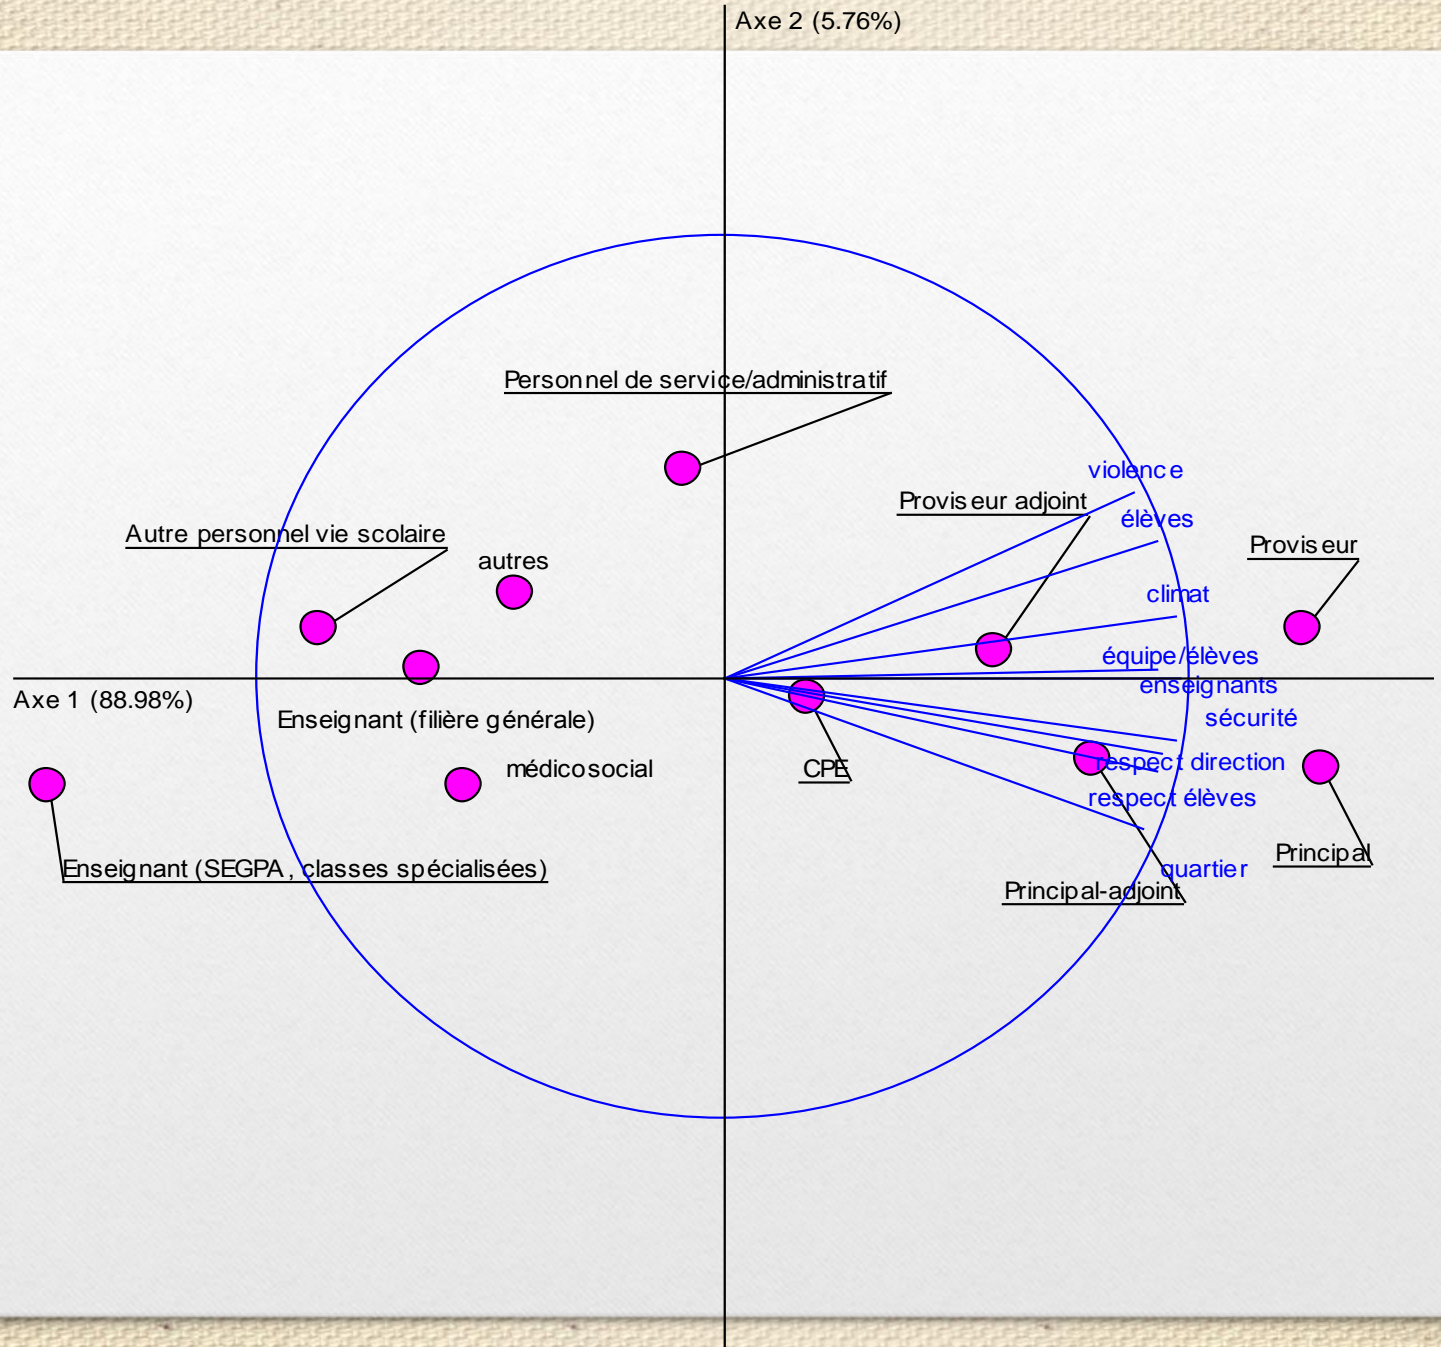 Axe 2 (5.76%)
Personnel de service/administratif
violence
Proviseur adjoint
élèves
Autre personnel vie scolaire
Proviseur
autres
climat
équipe/élèves
enseignants
Axe 1 (88.98%)
Enseignant (filière générale)
sécurité
médicosocial
CPE
respect direction
respect élèves
Principal
Enseignant (SEGPA, classes spécialisées)
quartier
Principal-adjoint